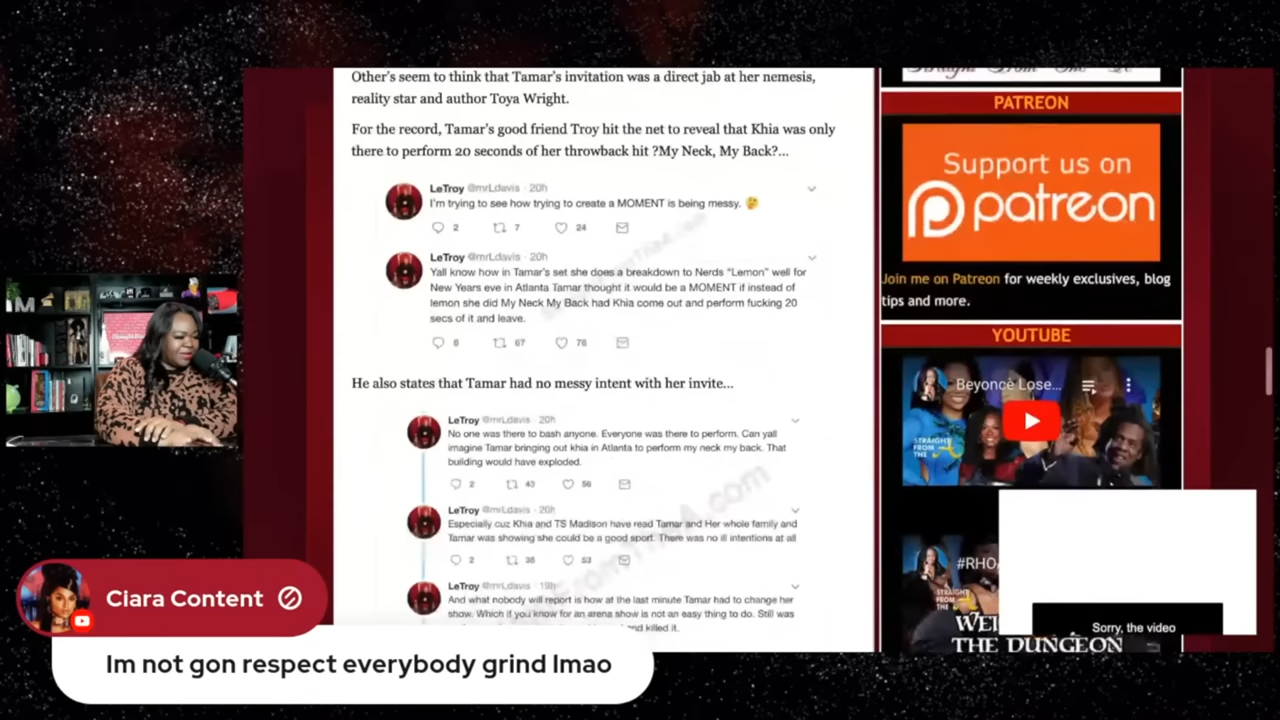 Other's seem to think that Tamar's invitation was a direct jab at her nemesis,
reality star and author Toya Wright.
For the record, Tamar's good friend Troy hit the net to reveal that Khia was only
there to perform 20 seconds of her throwback hit ?My Neck, My Back?...
LeTroy @mrLdavis · 20h
I'm trying to see how trying to create a MOMENT is being messy.
2 7 24
LeTroy @mrLdavis · 20h
Yall know how in Tamar's set she does a breakdown to Nerds "Lemon" well for
New Years eve in Atlanta Tamar thought it would be a MOMENT if instead of
lemon she did My Neck My Back had Khia come out and perform fucking 20
secs of it and leave.
6 67 76
He also states that Tamar had no messy intent with her invite...
LeTroy @mrLdavis · 20h
No one was there to bash anyone. Everyone was there to perform. Can yall
imagine Tamar bringing out khia in Atlanta to perform my neck my back. That
building would have exploded.
2 43 56
LeTroy @mrLdavis · 20h
Especially cuz Khia and TS Madison have read Tamar and Her whole family and
Tamar was showing she could be a good sport. There was no ill intentions at all
2 36 53
LeTroy @mrLdavis · 19h
And what nobody will report is how at the last minute Tamar had to change her
show. Which if you know for an arena show is not an easy thing to do. Still was
and killed it.
PATREON
Support us on
patreon
Join me on Patreon for weekly exclusives, blog
tips and more.
YOUTUBE
Beyoncé Lose...
STRAIGHT
FROM THE
#RHO
STRAIGHT
FROM THE
THE DUNGEON
Sorry, the video
Ciara Content
Im not gon respect everybody grind lmao